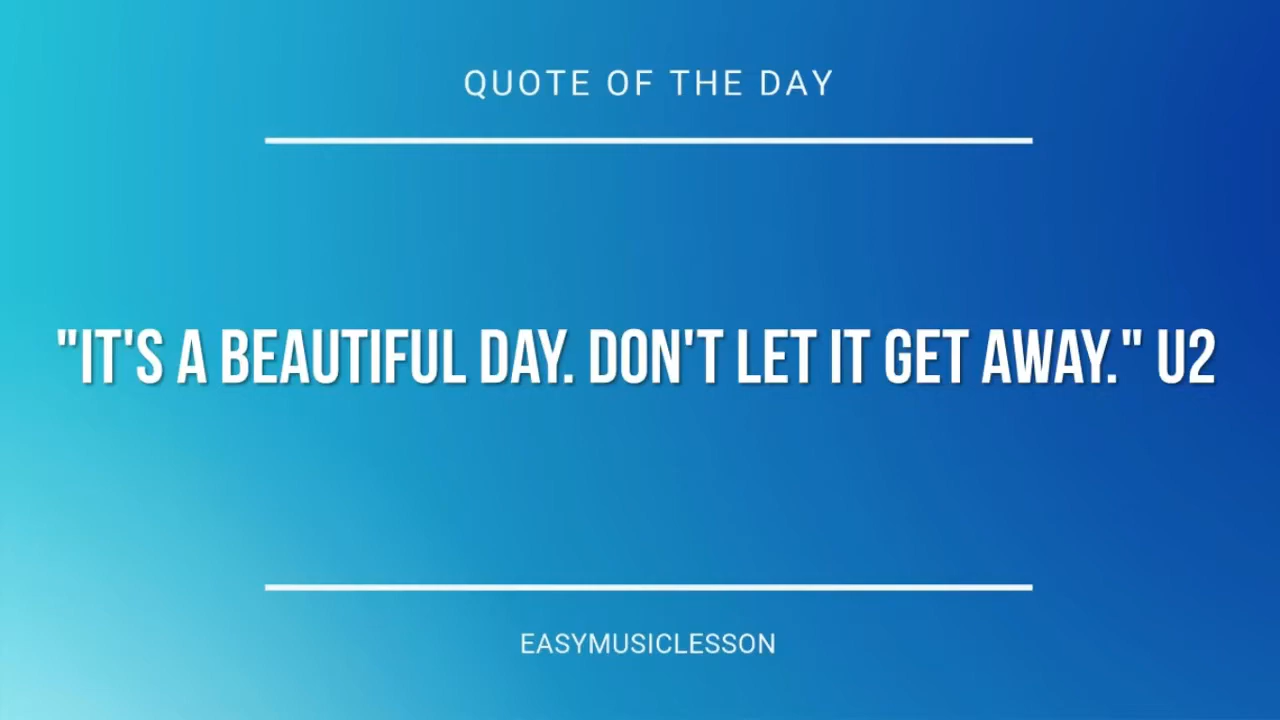 QUOTE OF THE DAY
"IT'S A BEAUTIFUL DAY. DON'T LET IT GET AWAY." U2
EASYMUSICLESSON